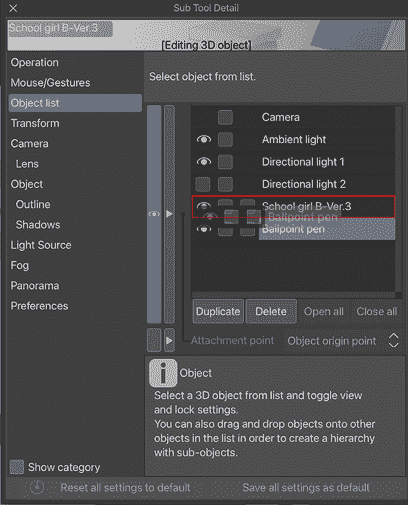 Sub Tool Detail
School girl B-Ver.3
[Editing 3D object]
Operation
Mouse/Gestures
Object list
Transform
Camera
Lens
Object
Outline
Shadows
Light Source
Fog
Panorama
Preferences
Show category
Select object from list.
Camera
Ambient light
Directional light 1
Directional light 2
School girl B-Ver.3
Ballpoint pen
Ballpoint pen
Duplicate Delete Open all Close all
Attachment point Object origin point
Object
Select a 3D object from list and toggle view
and lock settings.
You can also drag and drop objects onto other
objects in the list in order to create a hierarchy
with sub-objects.
Reset all settings to default Save all settings as default